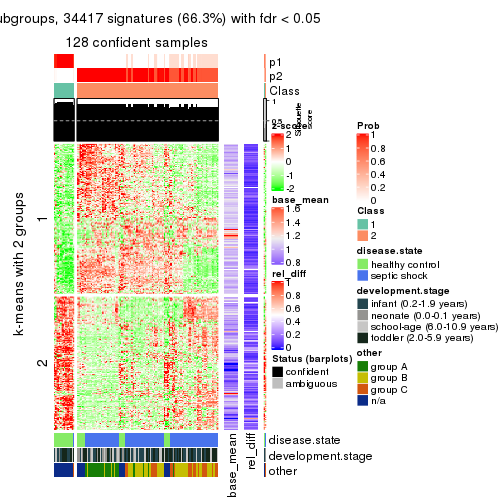 ubgroups, 34417 signatures (66.3%) with fdr < 0.05
128 confident samples
p1
p2
Class
1
0.5
Silhouette
score
k-means with 2 groups
1
2
z-score
2
1
0
-1
-2
base_mean
1.6
1.4
1.2
1
0.8
rel_diff
1
0.8
0.6
0.4
0.2
0
Status (barplots)
confident
ambiguous
Prob
1
0.8
0.6
0.4
0.2
0
Class
1
2
disease.state
healthy control
septic shock
development.stage
infant (0.2-1.9 years)
neonate (0.0-0.1 years)
school-age (6.0-10.9 years)
toddler (2.0-5.9 years)
other
group A
group B
group C
n/a
disease.state
development.stage
other
base_mean
rel_diff